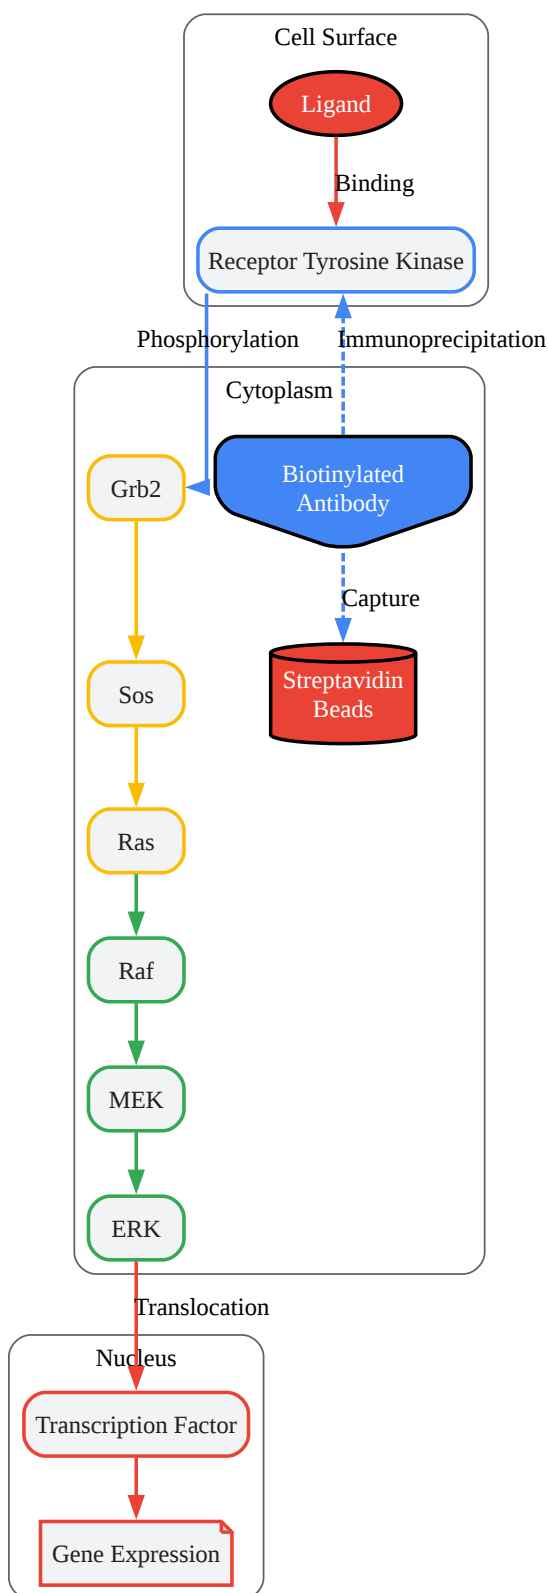 Cell Surface
Ligand
Binding
Receptor Tyrosine Kinase
Phosphorylation
Immunoprecipitation
Cytoplasm
Grb2
Biotinylated
Antibody
Capture
Sos
Streptavidin
Beads
Ras
Raf
MEK
ERK
Translocation
Nucleus
Transcription Factor
Gene Expression